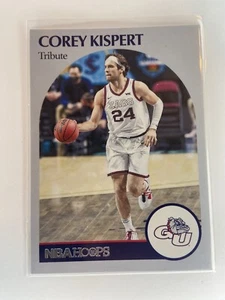 COREY KISPERT
Tribute
24
NBA HOOPS
GU